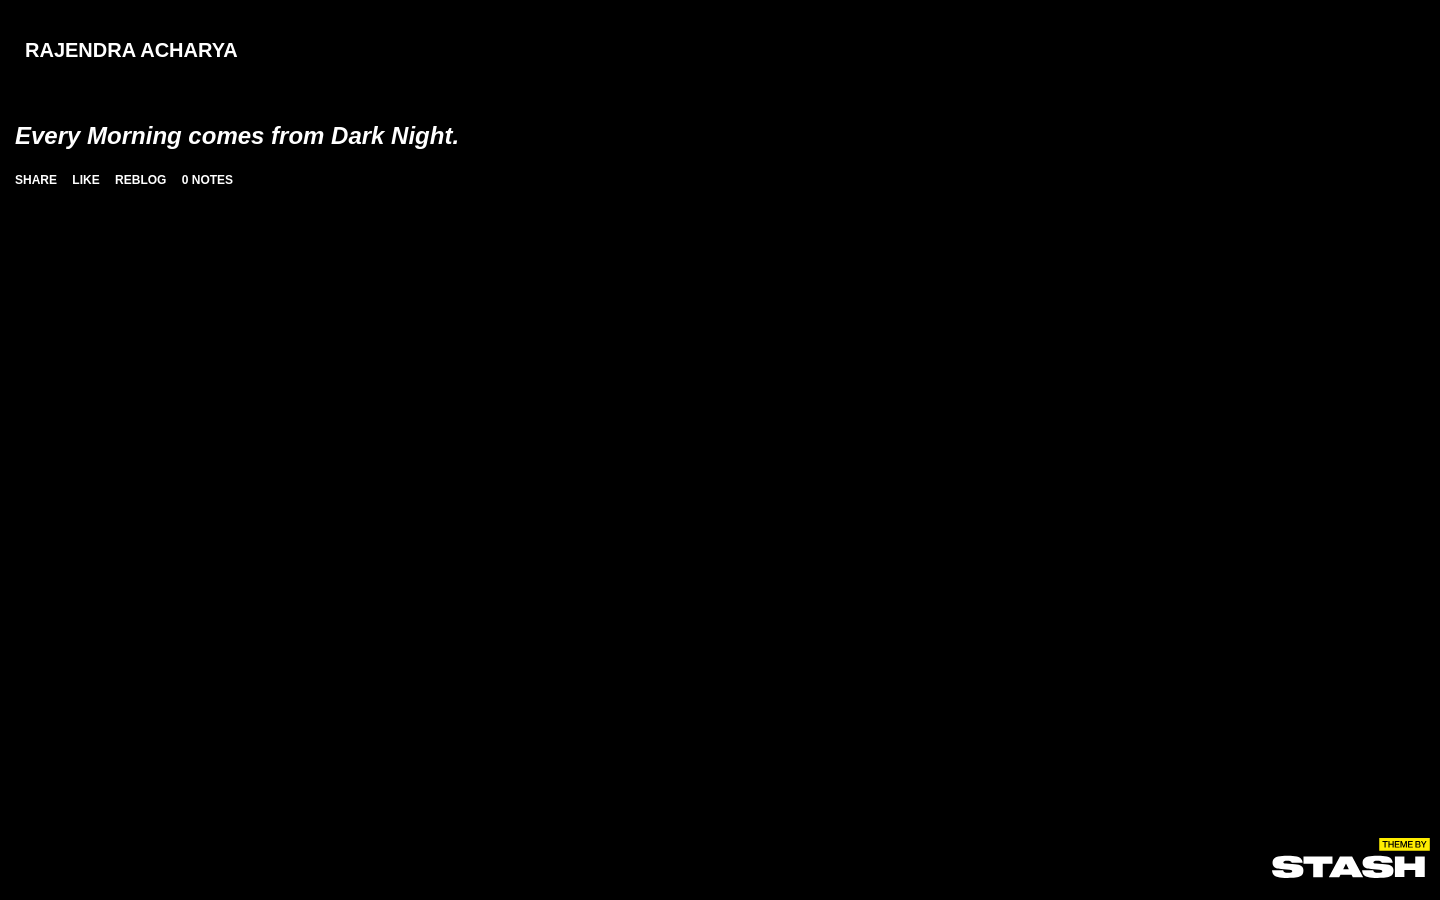 RAJENDRA ACHARYA
Every Morning comes from Dark Night.
SHARE LIKE REBLOG 0 NOTES
THEME BY
STASH